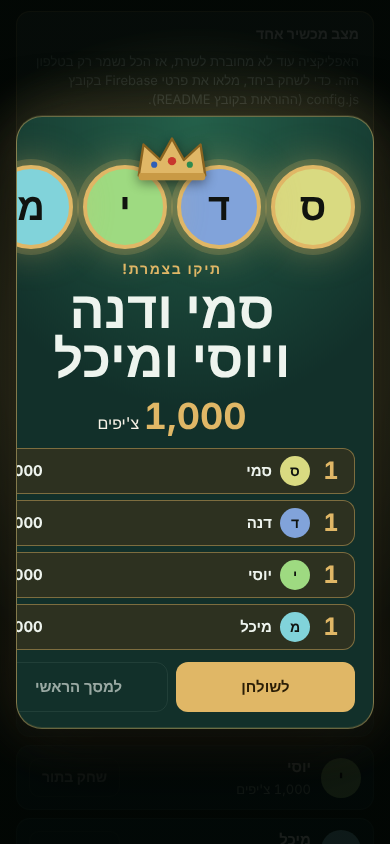 מצב מכשיר אחד
האפליקציה עוד לא מחוברת לשרת, אז הכל נשמר רק בטלפון
הזה. כדי לשחק ביחד, מלאו את פרטי Firebase בקובץ
config.js (ההוראות בקובץ README).
ס ד י מ
תיקו בצמרת!
סמי ודנה
ויוסי ומיכל
1,000 צ'יפים
1 ס סמי 000
1 ד דנה 000
1 י יוסי 000
1 מ מיכל 000
לשולחן למסך הראשי
י יוסי שחק בתור
1,000 צ'יפים
מיכל